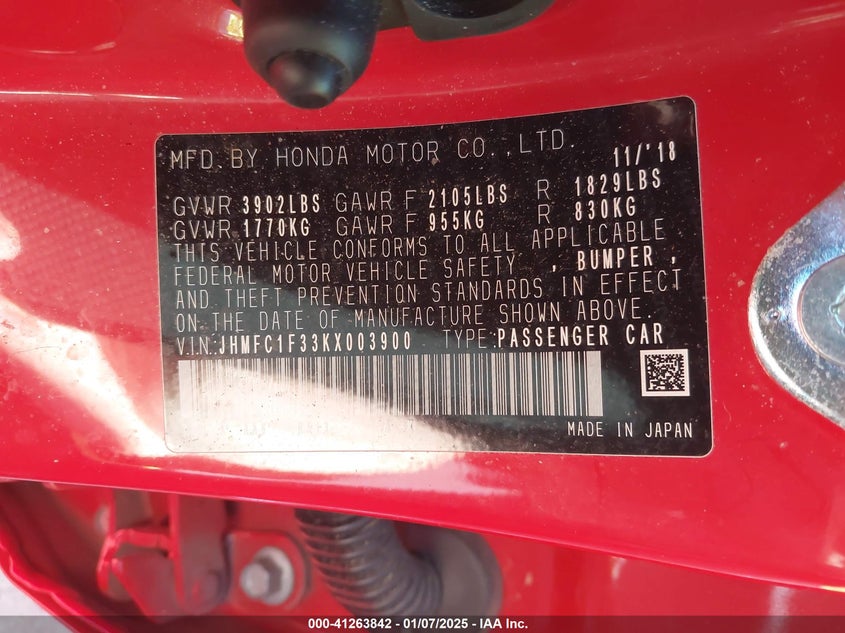 MFD. BY HONDA MOTOR CO.,LTD. 11/'18
GVWR 3902LBS GAWR F 2105LBS R 1829LBS
GVWR 1770KG GAWR F 955KG R 830KG
THIS VEHICLE CONFORMS TO ALL APPLICABLE
FEDERAL MOTOR VEHICLE SAFETY , BUMPER ,
AND THEFT PREVENTION STANDARDS IN EFFECT
ON THE DATE OF MANUFACTURE SHOWN ABOVE.
VIN: JHMFC1F33KX003900 TYPE: PASSENGER CAR
MADE IN JAPAN
000-41263842 - 01/07/2025 - IAA Inc.